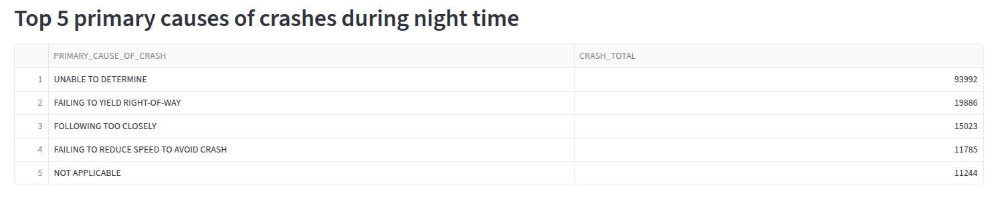 Top 5 primary causes of crashes during night time
PRIMARY_CAUSE_OF_CRASH CRASH_TOTAL
1 UNABLE TO DETERMINE 93992
2 FAILING TO YIELD RIGHT-OF-WAY 19886
3 FOLLOWING TOO CLOSELY 15023
4 FAILING TO REDUCE SPEED TO AVOID CRASH 11785
5 NOT APPLICABLE 11244